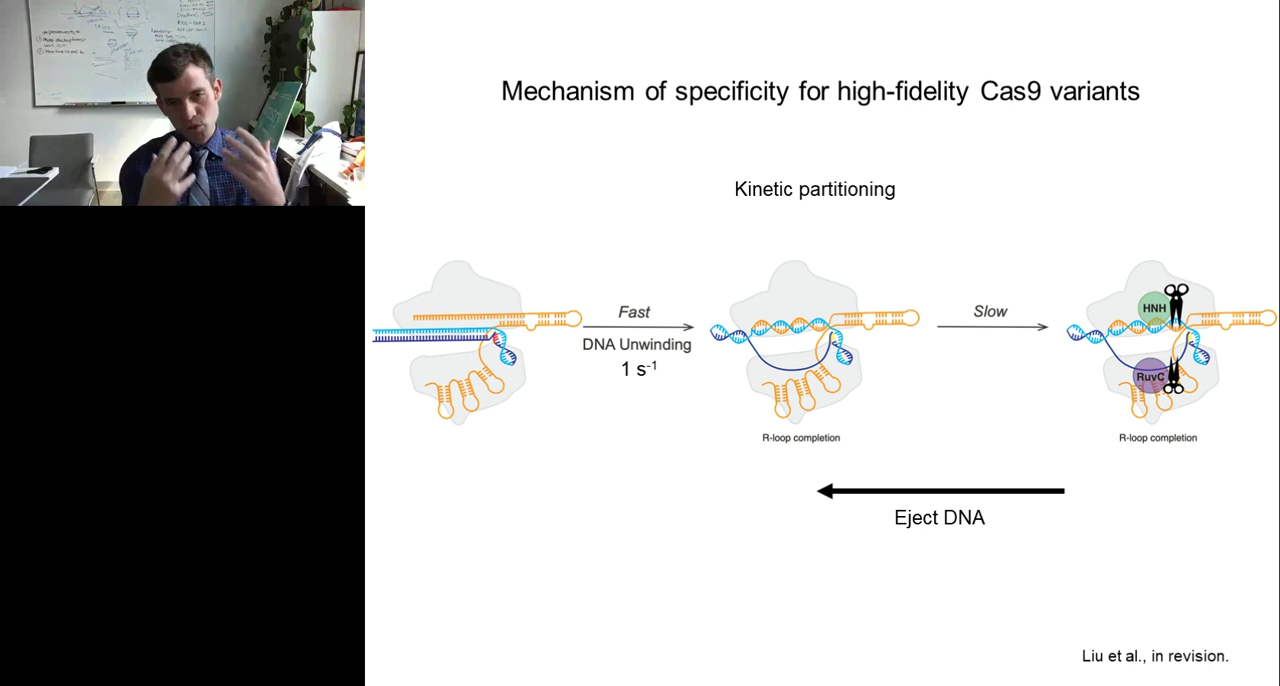 Mechanism of specificity for high-fidelity Cas9 variants
Kinetic partitioning
Fast
DNA Unwinding
1 s⁻¹
Slow
HNH
RuvC
R-loop completion
R-loop completion
Eject DNA
Liu et al., in revision.